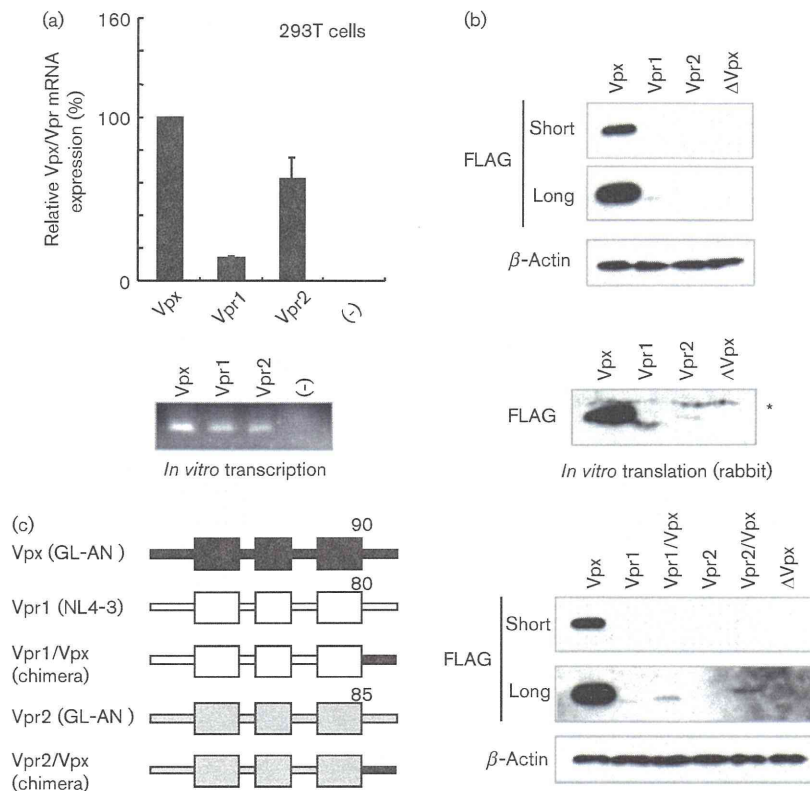 (a)
160
100
0
Relative Vpx/Vpr mRNA
expression (%)
293T cells
Vpx
Vpr1
Vpr2
(-)
Vpx
Vpr1
Vpr2
(-)
In vitro transcription
(b)
Vpx
Vpr1
Vpr2
ΔVpx
FLAG
Short
Long
β-Actin
Vpx
Vpr1
Vpr2
ΔVpx
FLAG
*
In vitro translation (rabbit)
(c)
90
Vpx (GL-AN )
80
Vpr1 (NL4-3)
Vpr1/Vpx
(chimera)
85
Vpr2 (GL-AN )
Vpr2/Vpx
(chimera)
Vpx
Vpr1
Vpr1/Vpx
Vpr2
Vpr2/Vpx
ΔVpx
FLAG
Short
Long
β-Actin